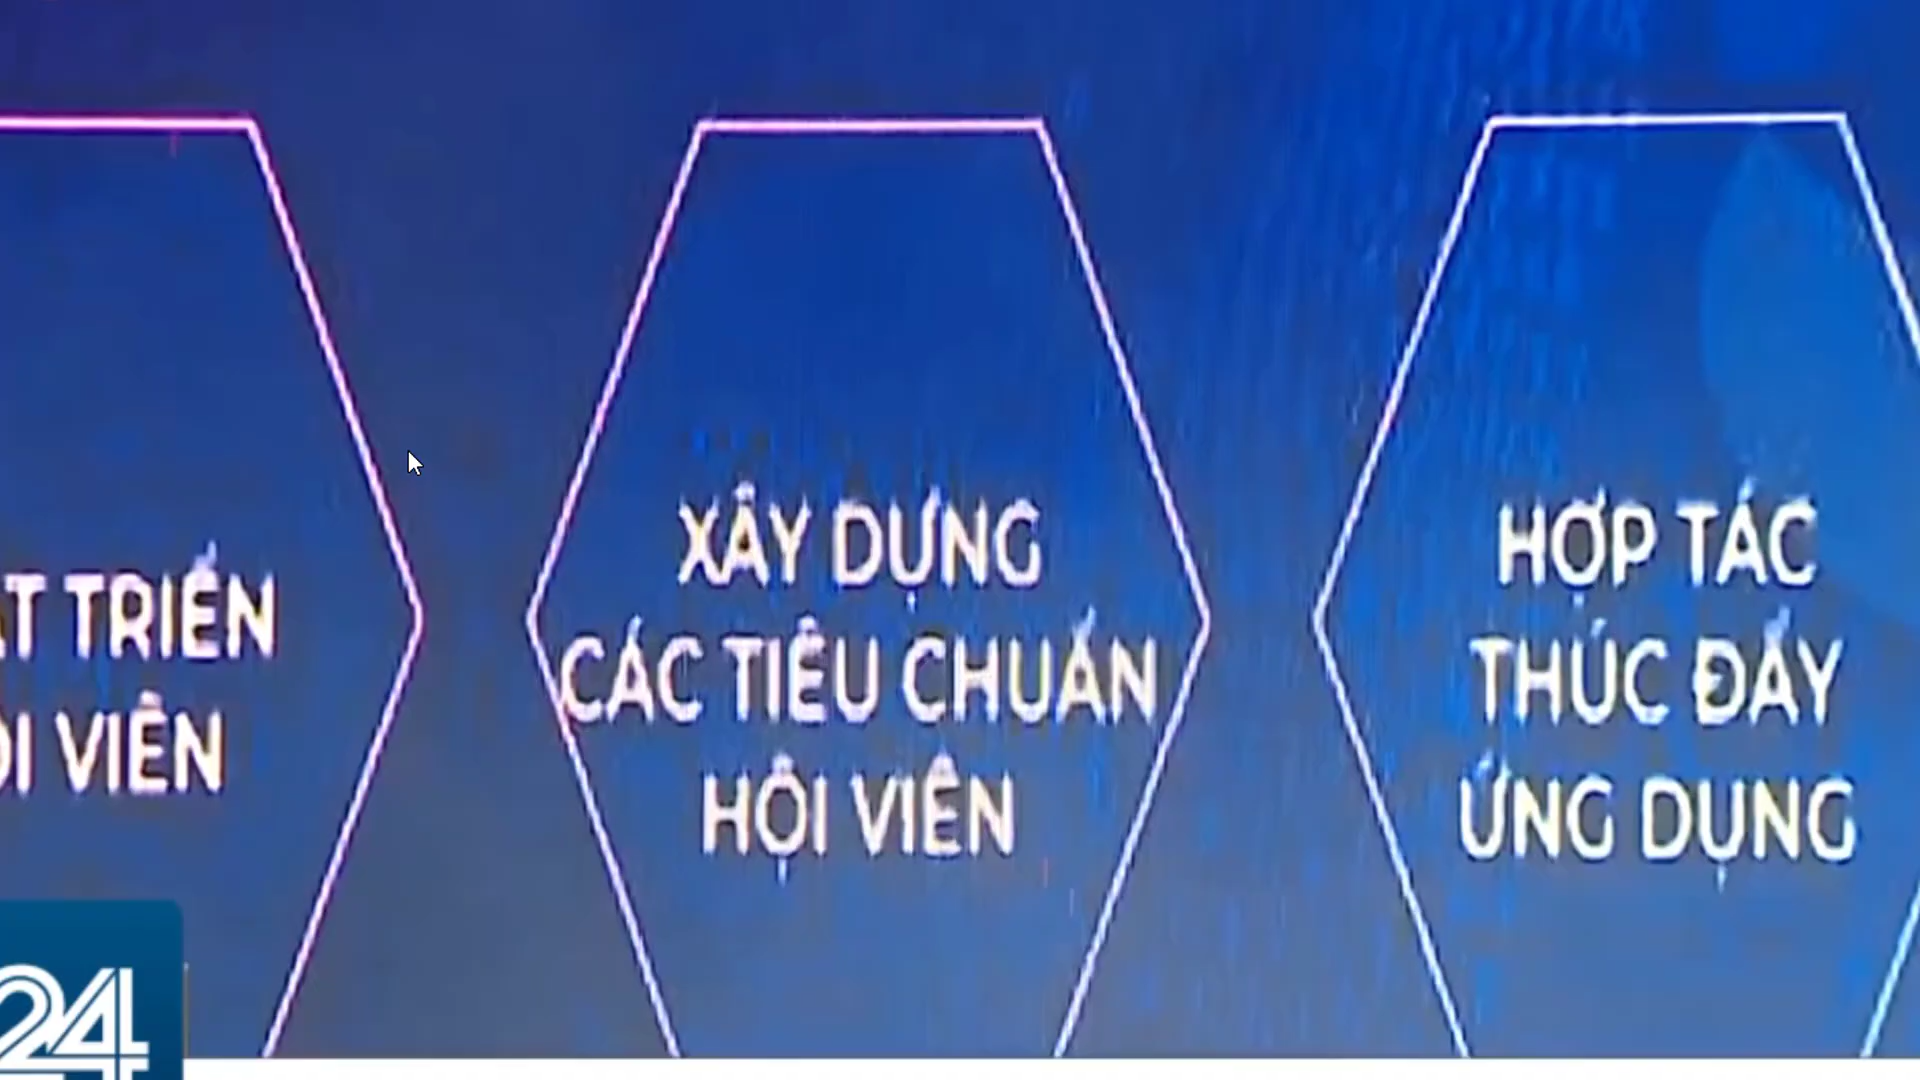 TRIỂN
VIÊN
XÂY DỰNG
CÁC TIÊU CHUẨN
HỘI VIÊN
HỢP TÁC
THÚC ĐẨY
ỨNG DỤNG
24